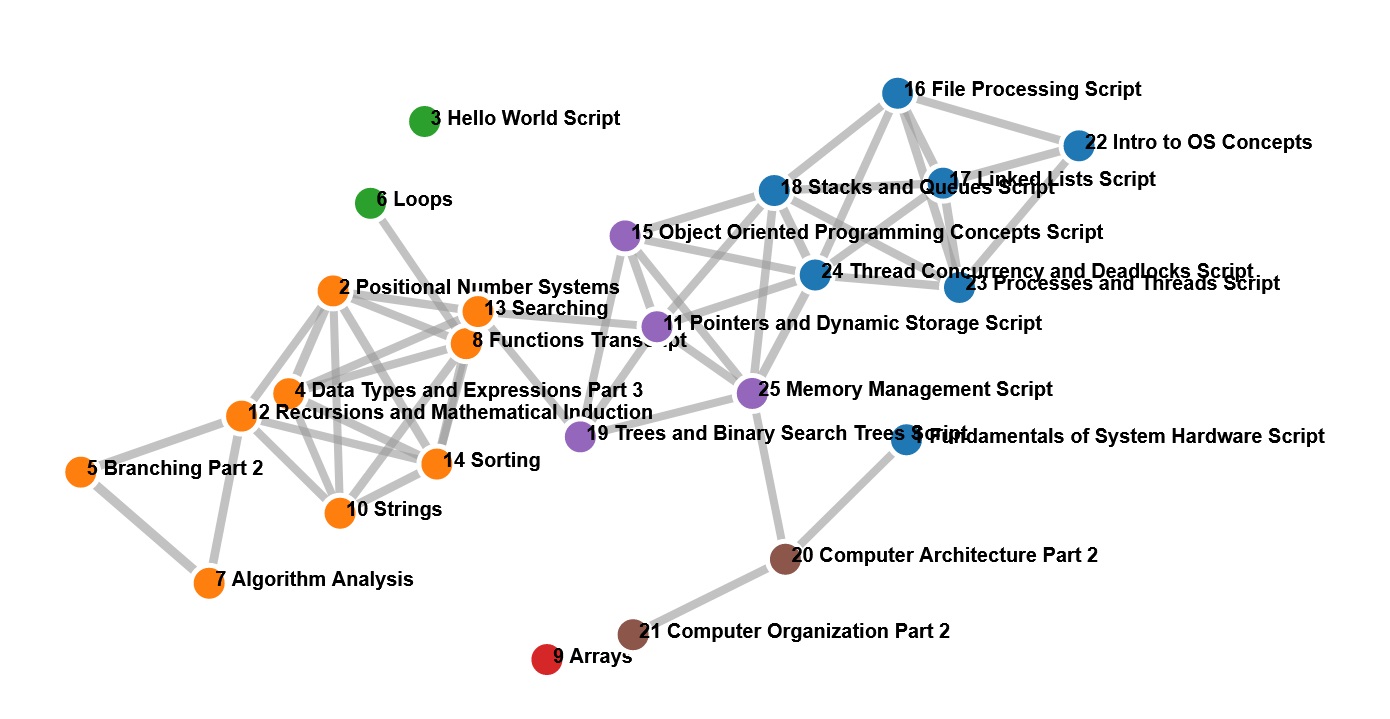 16 File Processing Script
3 Hello World Script
22 Intro to OS Concepts
17 Linked Lists Script
18 Stacks and Queues Script
6 Loops
15 Object Oriented Programming Concepts Script
24 Thread Concurrency and Deadlocks Script
23 Processes and Threads Script
2 Positional Number Systems
13 Searching
11 Pointers and Dynamic Storage Script
8 Functions Transcript
4 Data Types and Expressions Part 3
25 Memory Management Script
12 Recursions and Mathematical Induction
19 Trees and Binary Search Trees Script
Fundamentals of System Hardware Script
14 Sorting
5 Branching Part 2
10 Strings
20 Computer Architecture Part 2
7 Algorithm Analysis
21 Computer Organization Part 2
9 Arrays